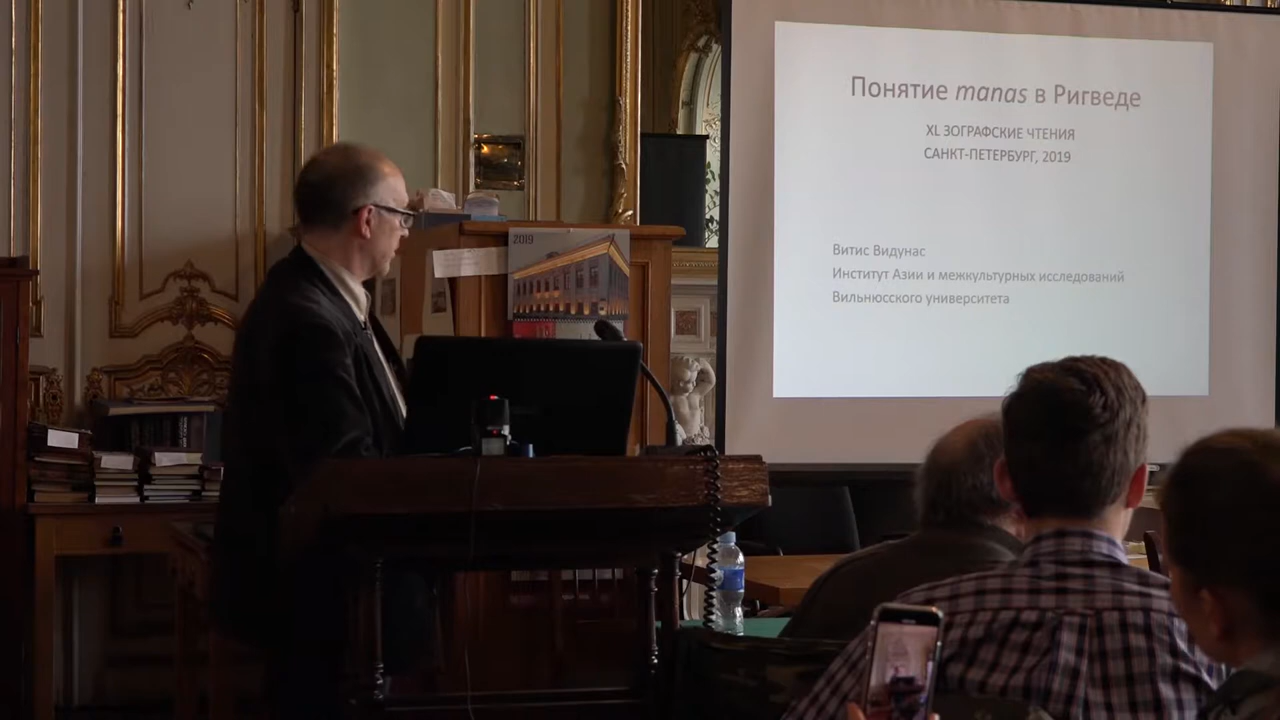 2019
Понятие manas в Ригведе
XL ЗОГРАФСКИЕ ЧТЕНИЯ
САНКТ-ПЕТЕРБУРГ, 2019
Витис Видунас
Институт Азии и межкультурных исследований
Вильнюсского университета